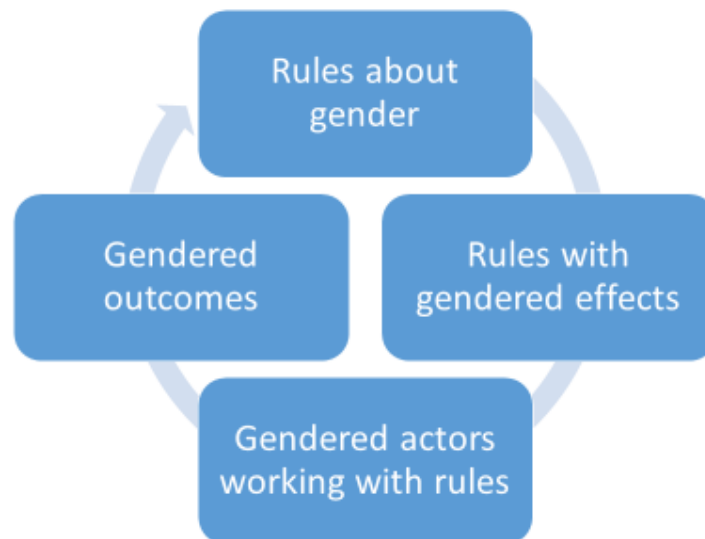 Rules about
gender
Rules with
gendered effects
Gendered actors
working with rules
Gendered
outcomes